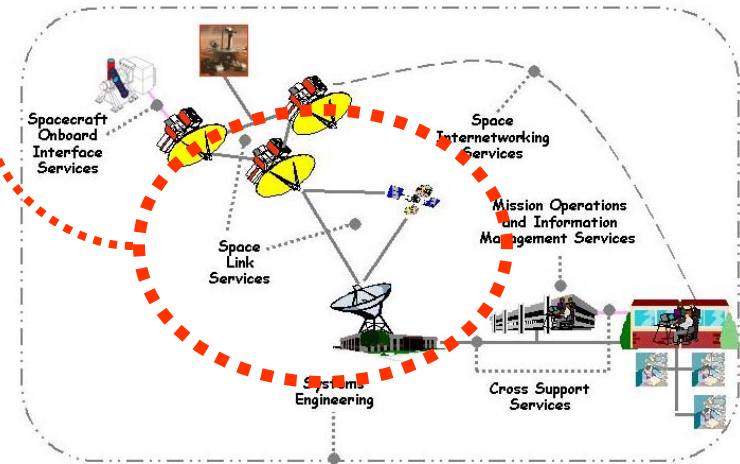 Spacecraft
Onboard
Interface
Services
Space
Internetworking
Services
Mission Operations
and Information
Management Services
Space
Link
Services
Systems
Engineering
Cross Support
Services